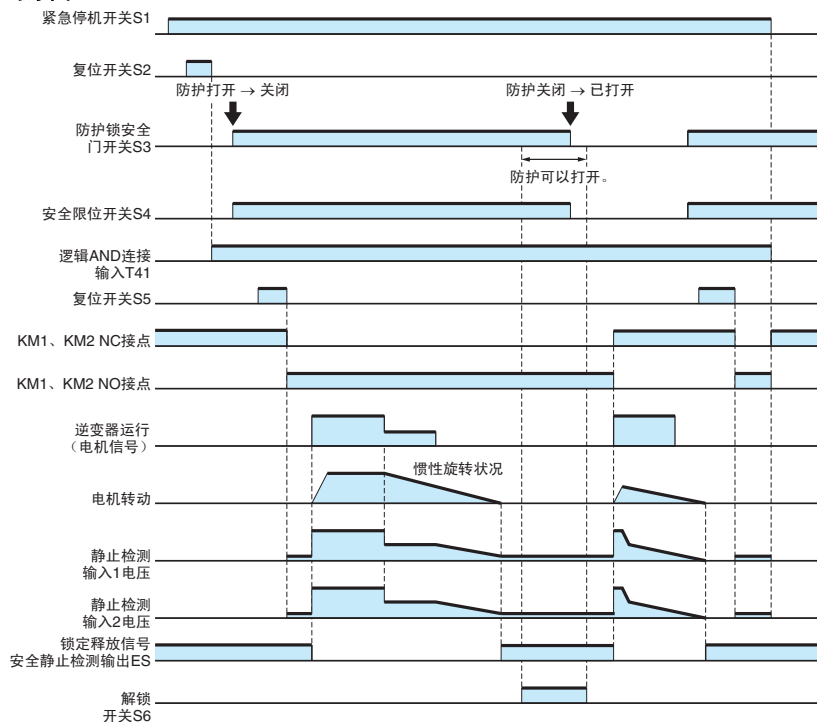 紧急停机开关S1
复位开关S2
防护打开 → 关闭
防护关闭 → 已打开
防护锁安全
门开关S3
防护可以打开。
安全限位开关S4
逻辑AND连接
输入T41
复位开关S5
KM1、KM2 NC接点
KM1、KM2 NO接点
逆变器运行
（电机信号）
惯性旋转状况
电机转动
静止检测
输入1电压
静止检测
输入2电压
锁定释放信号
安全静止检测输出ES
解锁
开关S6